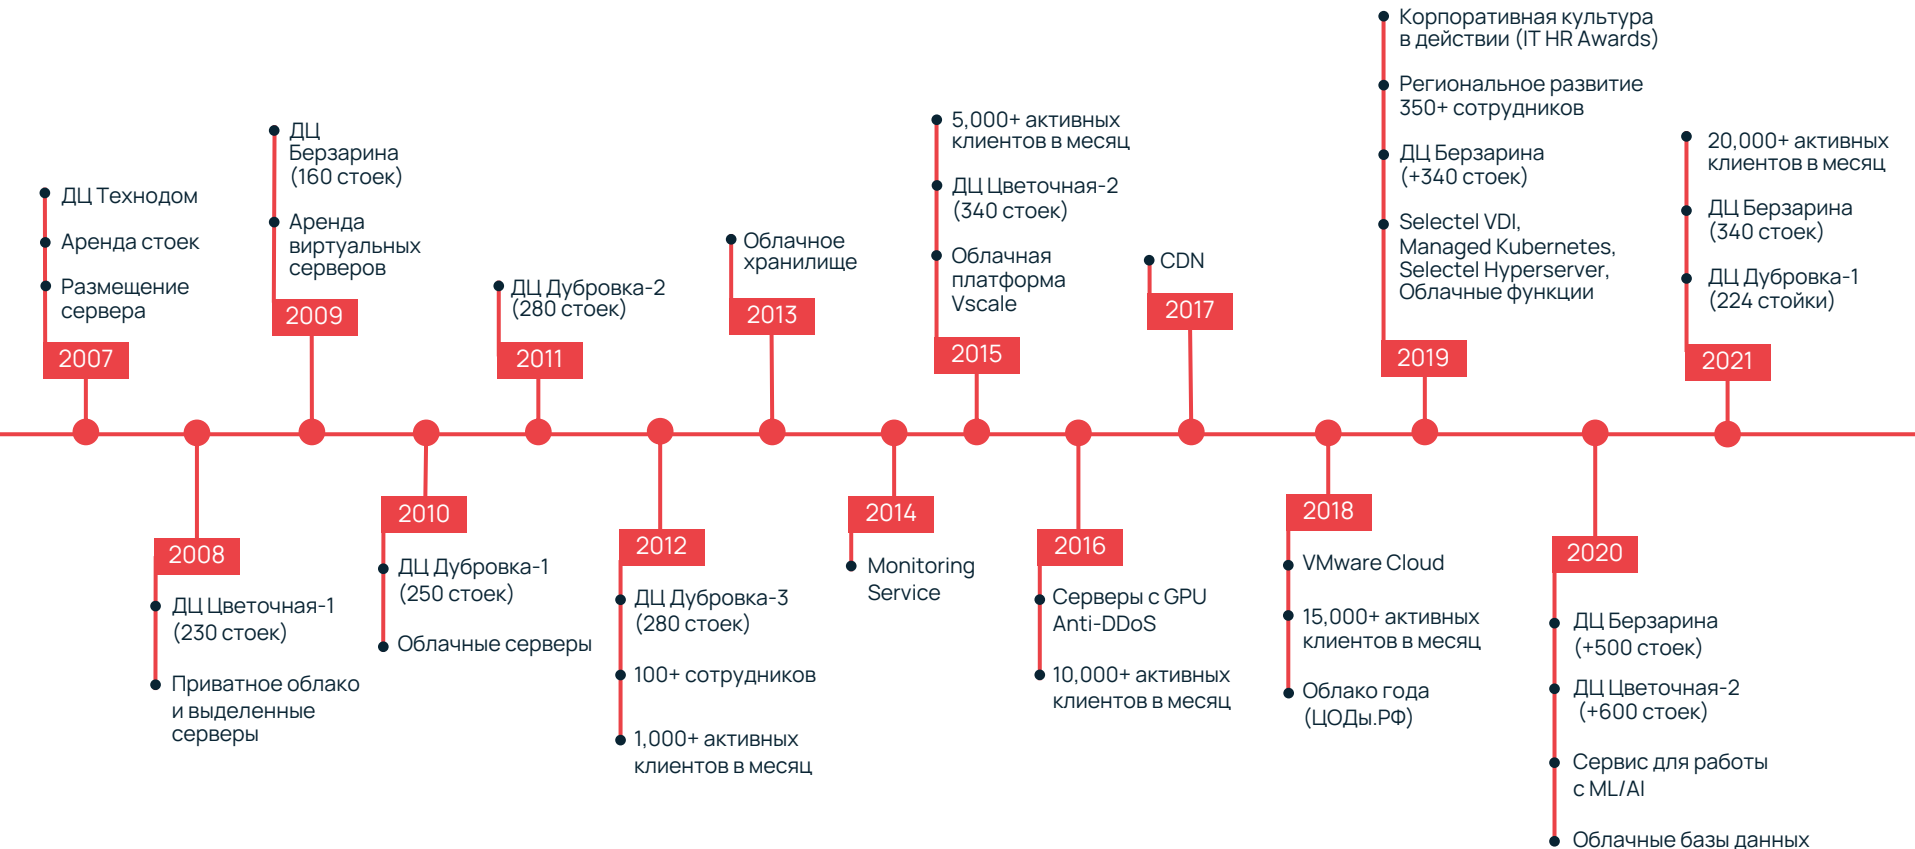 ДЦ Технодом
Аренда стоек
Размещение
сервера
2007
2008
ДЦ Цветочная-1
(230 стоек)
Приватное облако
и выделенные
серверы
ДЦ
Берзарина
(160 стоек)
Аренда
виртуальных
серверов
2009
2010
ДЦ Дубровка-1
(250 стоек)
Облачные серверы
ДЦ Дубровка-2
(280 стоек)
2011
2012
ДЦ Дубровка-3
(280 стоек)
100+ сотрудников
1,000+ активных
клиентов в месяц
Облачное
хранилище
2013
2014
Monitoring
Service
5,000+ активных
клиентов в месяц
ДЦ Цветочная-2
(340 стоек)
Облачная
платформа
Vscale
2015
2016
Серверы с GPU
Anti-DDoS
10,000+ активных
клиентов в месяц
CDN
2017
2018
VMware Cloud
15,000+ активных
клиентов в месяц
Облако года
(ЦОДы.РФ)
Корпоративная культура
в действии (IT HR Awards)
Региональное развитие
350+ сотрудников
ДЦ Берзарина
(+340 стоек)
Selectel VDI,
Managed Kubernetes,
Selectel Hyperserver,
Облачные функции
2019
2020
ДЦ Берзарина
(+500 стоек)
ДЦ Цветочная-2
(+600 стоек)
Сервис для работы
с ML/AI
Облачные базы данных
20,000+ активных
клиентов в месяц
ДЦ Берзарина
(340 стоек)
ДЦ Дубровка-1
(224 стойки)
2021